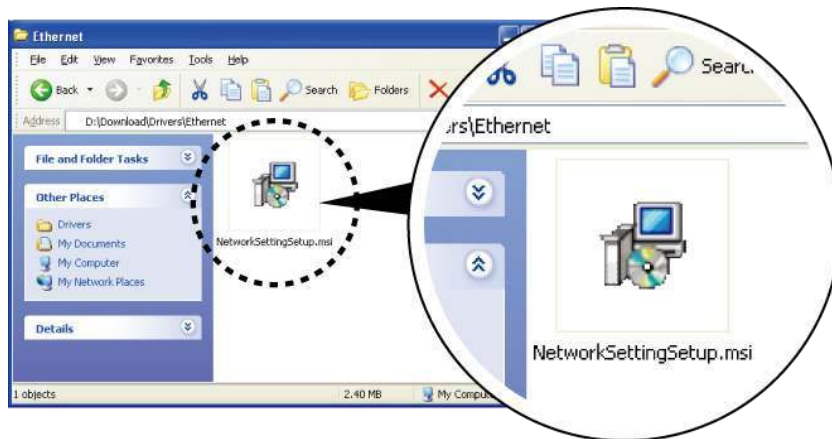 Ethernet
File Edit View Favorites Tools Help
Back Search Folders
Address D:\Download\Drivers\Ethernet
File and Folder Tasks
Other Places
Drivers
My Documents
My Computer
My Network Places
Details
NetworkSettingSetup.msi
1 objects 2.40 MB My
rs\Ethernet
NetworkSettingSetup.msi